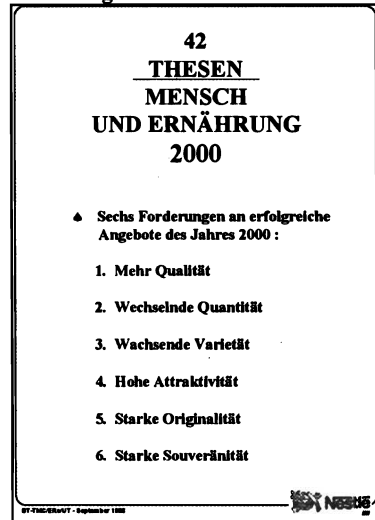 42
THESEN
MENSCH
UND ERNÄHRUNG
2000
♠ Sechs Forderungen an erfolgreiche
Angebote des Jahres 2000 :
1. Mehr Qualität
2. Wechselnde Quantität
3. Wachsende Varietät
4. Hohe Attraktivität
5. Starke Originalität
6. Starke Souveränität
Nestlé